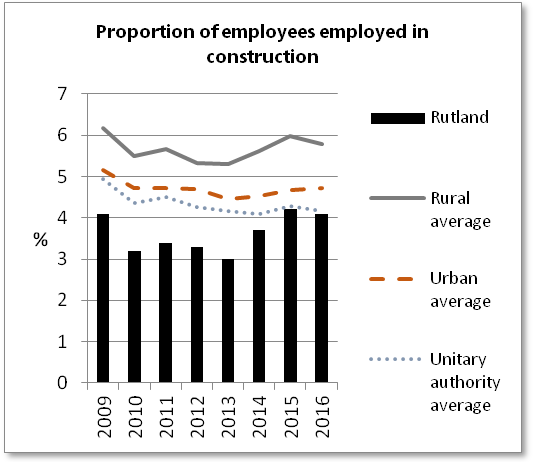 Proportion of employees employed in
construction
7
6
5
4
3
2
1
0
%
2009
2010
2011
2012
2013
2014
2015
2016
Rutland
Rural
average
Urban
average
Unitary
authority
average